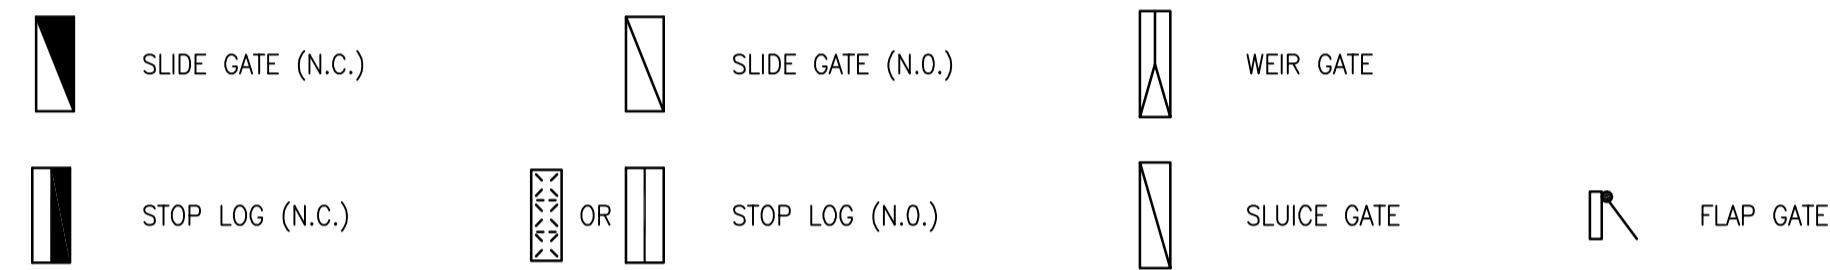 SLIDE GATE (N.C.)
SLIDE GATE (N.O.)
WEIR GATE
STOP LOG (N.C.)
OR
STOP LOG (N.O.)
SLUICE GATE
FLAP GATE